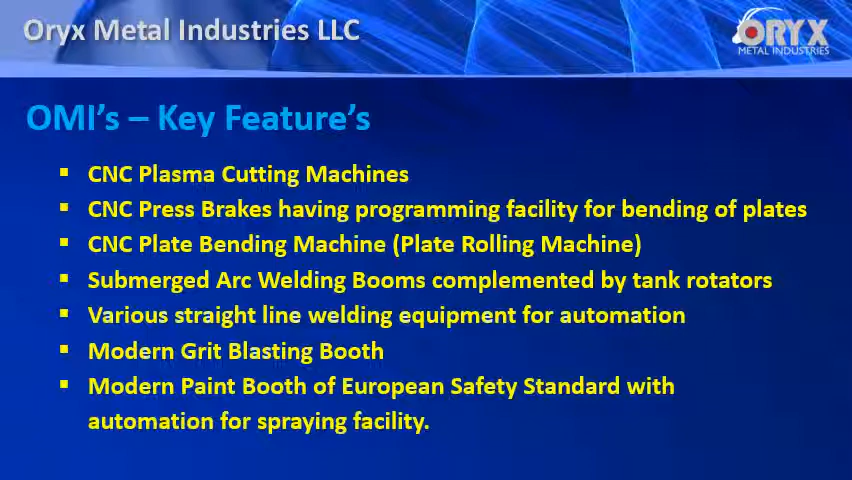 Oryx Metal Industries LLC
ORYX
METAL INDUSTRIES
OMI's – Key Feature's
▪ CNC Plasma Cutting Machines
▪ CNC Press Brakes having programming facility for bending of plates
▪ CNC Plate Bending Machine (Plate Rolling Machine)
▪ Submerged Arc Welding Booms complemented by tank rotators
▪ Various straight line welding equipment for automation
▪ Modern Grit Blasting Booth
▪ Modern Paint Booth of European Safety Standard with
automation for spraying facility.